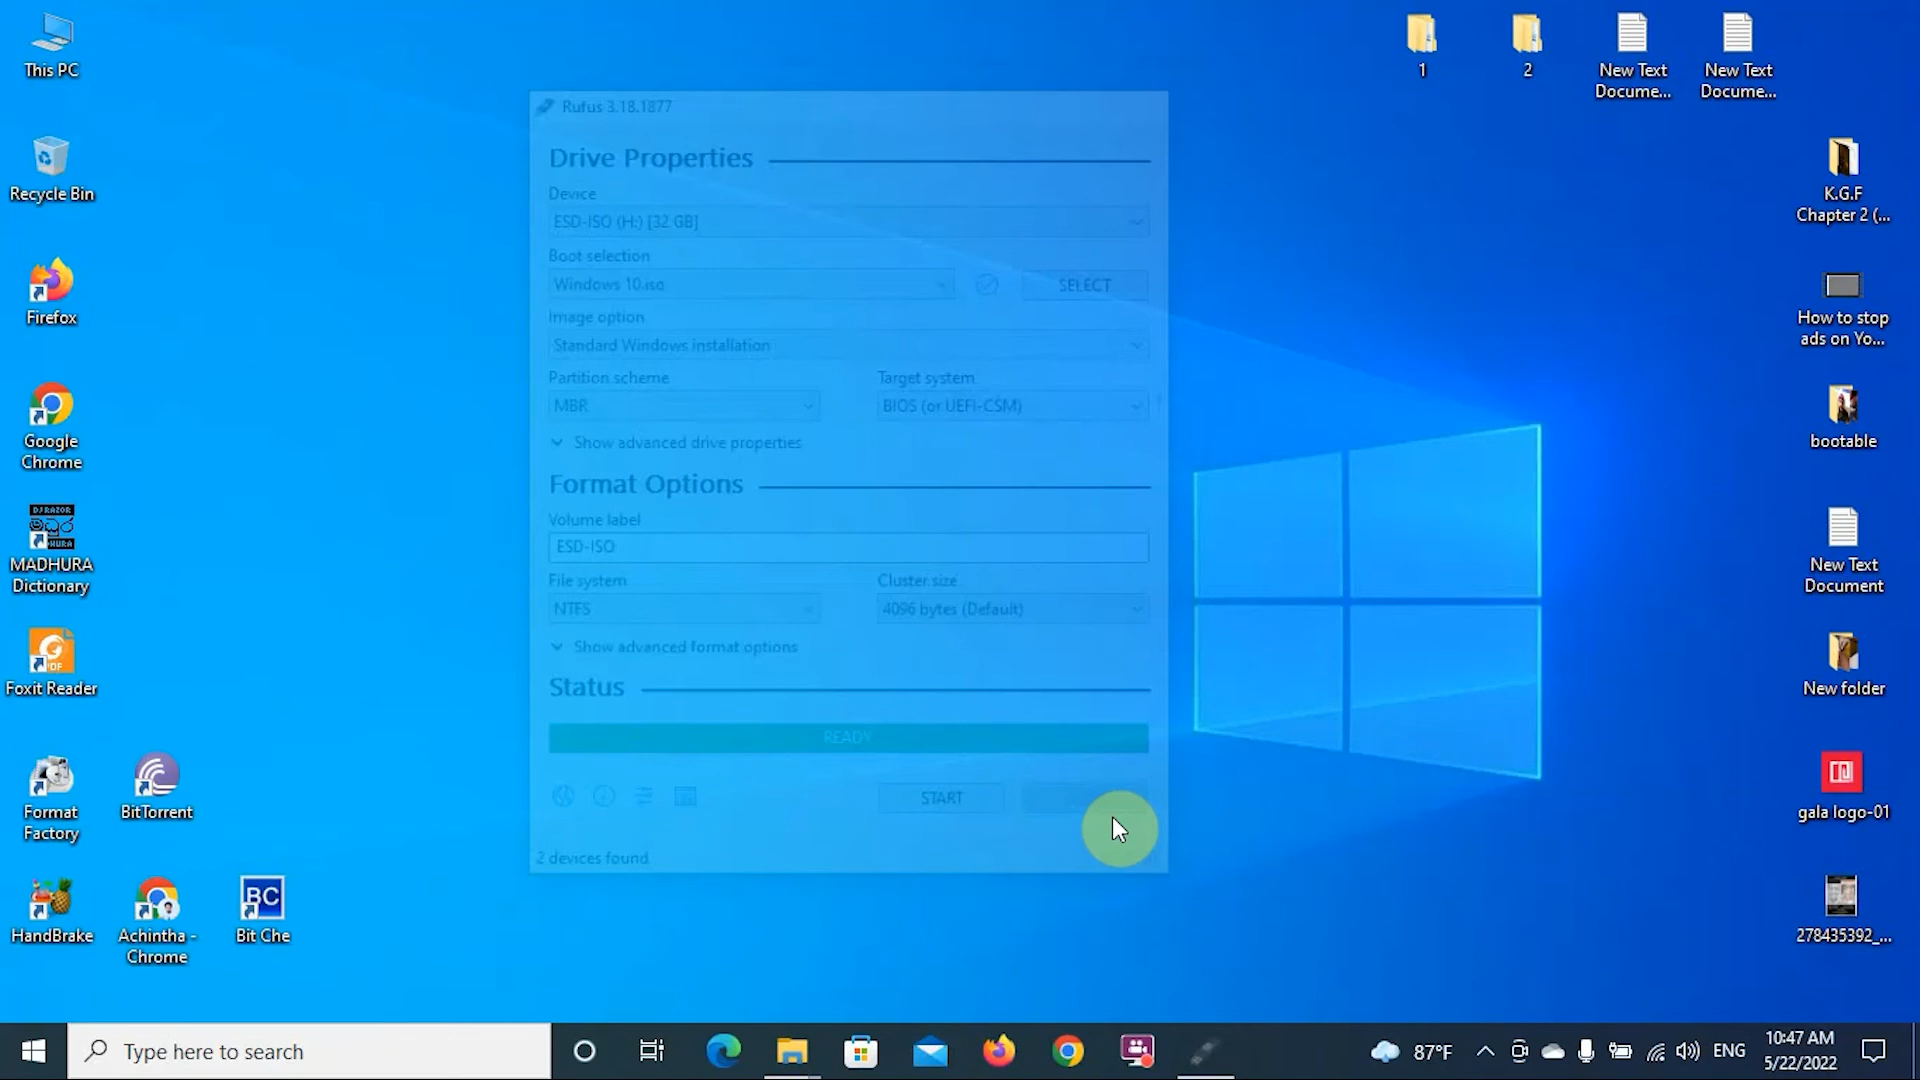 This PC
Recycle Bin
Firefox
Google
Chrome
DJ RAZOR
MADHURA
Dictionary
Foxit Reader
Format
Factory
BitTorrent
HandBrake
Achintha -
Chrome
BC
Bit Che
Rufus 3.18.1877
Drive Properties
Device
ESD-ISO (H:) [32 GB]
Boot selection
Windows 10.iso
SELECT
Image option
Standard Windows installation
Partition scheme
Target system
MBR
BIOS (or UEFI-CSM)
Show advanced drive properties
Format Options
Volume label
ESD-ISO
File system
Cluster size
NTFS
4096 bytes (Default)
Show advanced format options
Status
READY
START
2 devices found
1
2
New Text
Docume...
New Text
Docume...
K.G.F
Chapter 2 (...
How to stop
ads on Yo...
bootable
New Text
Document
New folder
gala logo-01
278435392_...
Type here to search
87°F
ENG
10:47 AM
5/22/2022